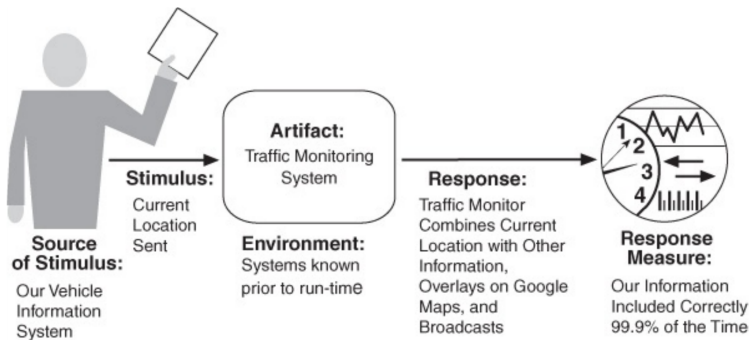 Source
of Stimulus:
Our Vehicle
Information
System
Stimulus:
Current
Location
Sent
Artifact:
Traffic Monitoring
System
Environment:
Systems known
prior to run-time
Response:
Traffic Monitor
Combines Current
Location with Other
Information,
Overlays on Google
Maps, and
Broadcasts
1
2
3
4
Response
Measure:
Our Information
Included Correctly
99.9% of the Time